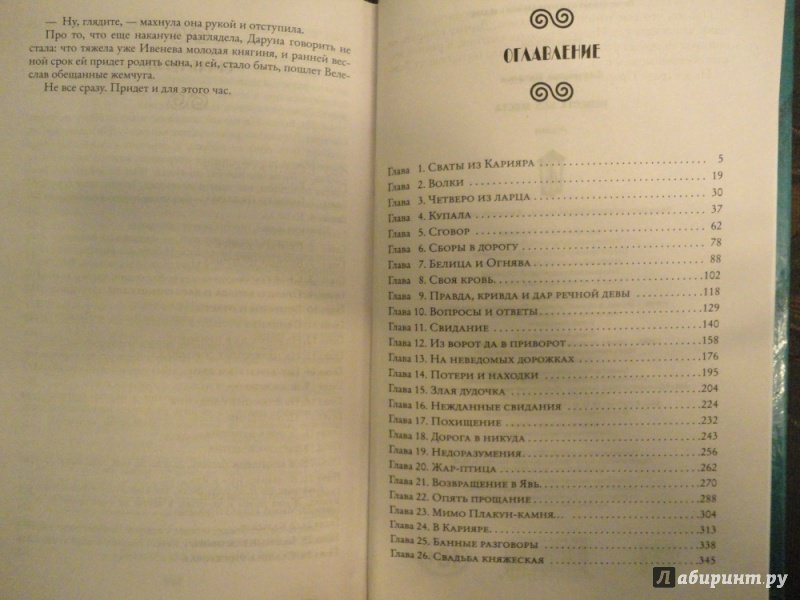 — Ну, глядите, — махнула она рукой и отступила.
Про то, что еще накануне разглядела, Даруна говорить не
стала: что тяжела уже Ивенева молодая княгиня, и ранней вес-
ной срок ей придет родить сына, и ей, стало быть, пошлет Веле-
слав обещанные жемчуга.
Не все сразу. Придет и для этого час.
ОГЛАВЛЕНИЕ
Глава 1. Сваты из Карияра 5
Глава 2. Волки 19
Глава 3. Четверо из ларца 30
Глава 4. Купала 37
Глава 5. Сговор 62
Глава 6. Сборы в дорогу 78
Глава 7. Белица и Огнява 88
Глава 8. Своя кровь 102
Глава 9. Правда, кривда и дар речной девы 118
Глава 10. Вопросы и ответы 129
Глава 11. Свидание 140
Глава 12. Из ворот да в приворот 158
Глава 13. На неведомых дорожках 176
Глава 14. Потери и находки 195
Глава 15. Злая дудочка 204
Глава 16. Нежданные свидания 224
Глава 17. Похищение 232
Глава 18. Дорога в никуда 243
Глава 19. Недоразумения 256
Глава 20. Жар-птица 262
Глава 21. Возвращение в Явь 270
Глава 22. Опять прощание 288
Глава 23. Мимо Плакун-камня 304
Глава 24. В Карияре 313
Глава 25. Банные разговоры 338
Глава 26. Свадьба княжеская 345
Лабиринт.ру